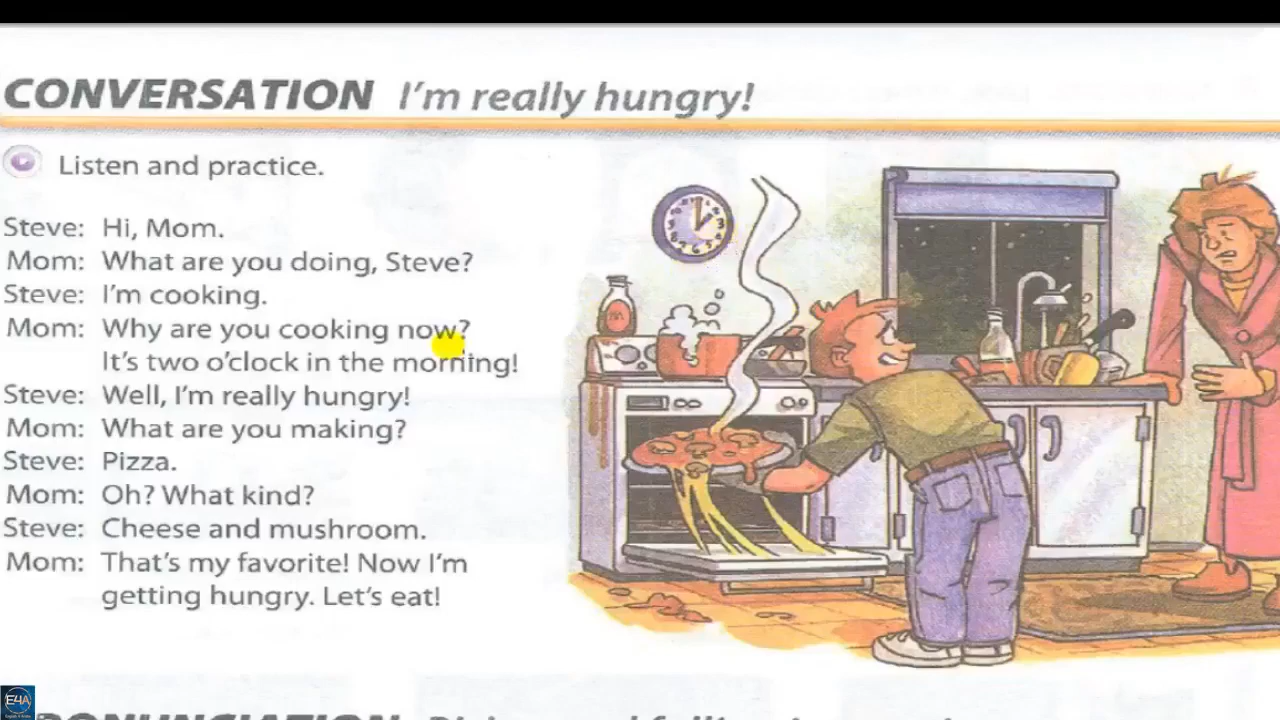 CONVERSATION I'm really hungry!
Listen and practice.
Steve: Hi, Mom.
Mom: What are you doing, Steve?
Steve: I'm cooking.
Mom: Why are you cooking now?
It's two o'clock in the morning!
Steve: Well, I'm really hungry!
Mom: What are you making?
Steve: Pizza.
Mom: Oh? What kind?
Steve: Cheese and mushroom.
Mom: That's my favorite! Now I'm
getting hungry. Let's eat!
E4A